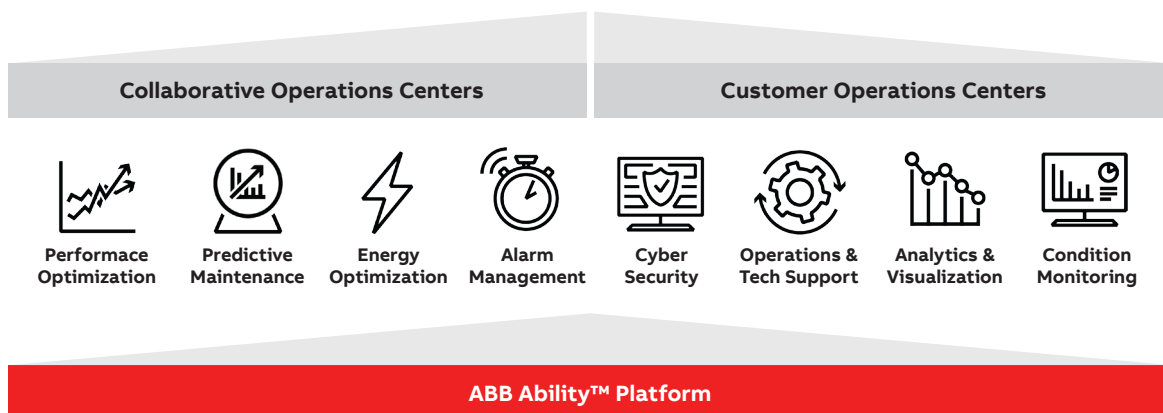 Collaborative Operations Centers
Customer Operations Centers
Performace
Optimization
Predictive
Maintenance
Energy
Optimization
Alarm
Management
Cyber
Security
Operations &
Tech Support
Analytics &
Visualization
Condition
Monitoring
ABB Ability™ Platform